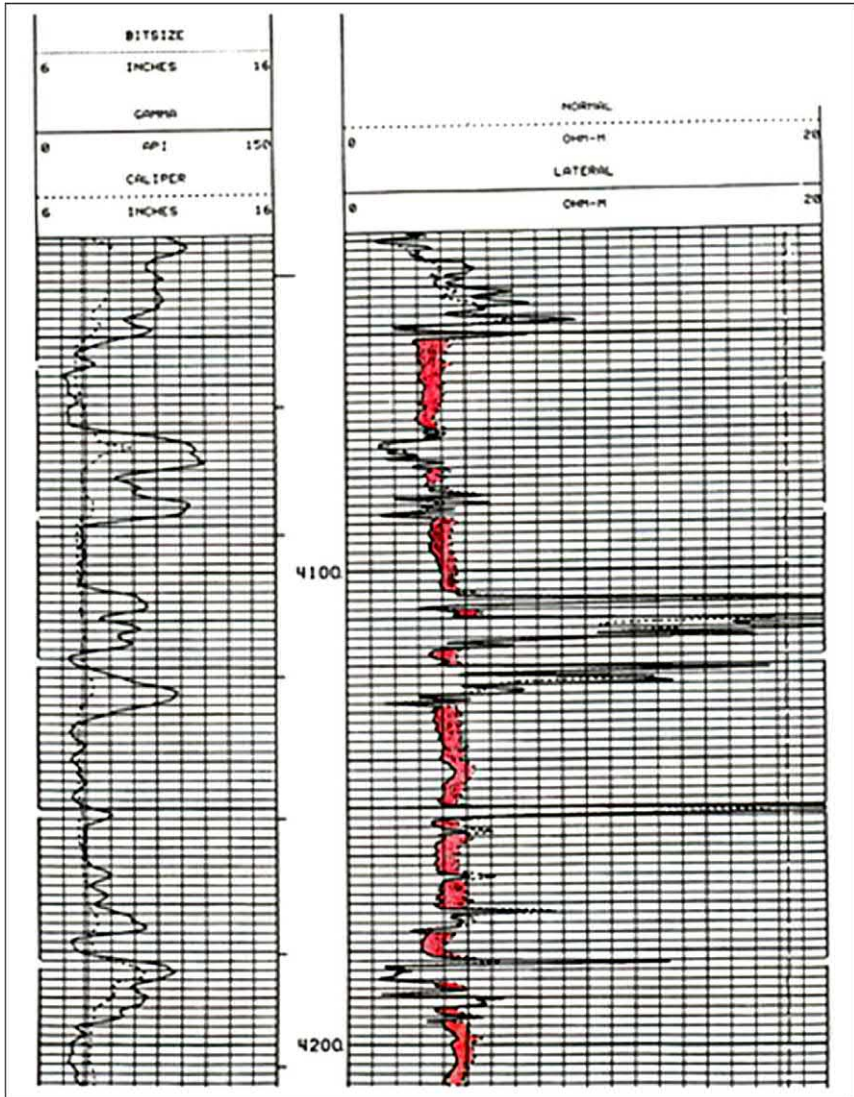 BITSIZE
6 INCHES 16
GAMMA
0 API 150
CALIPER
6 INCHES 16
NORMAL
0 OHM-M 20
LATERAL
0 OHM-M 20
4100
4200